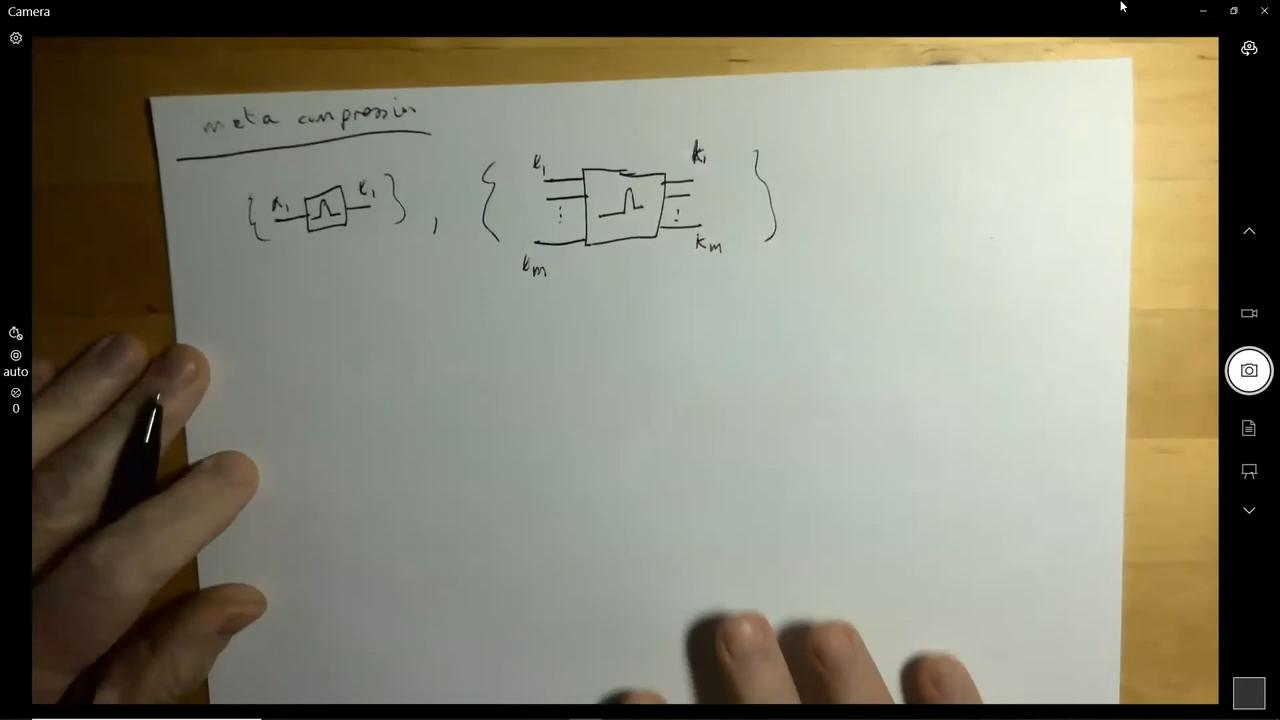 Camera
meta compression
{ k₁ k₁ } , { k₁ k₁ }
⋮ ⋮
kₘ kₘ
auto
0